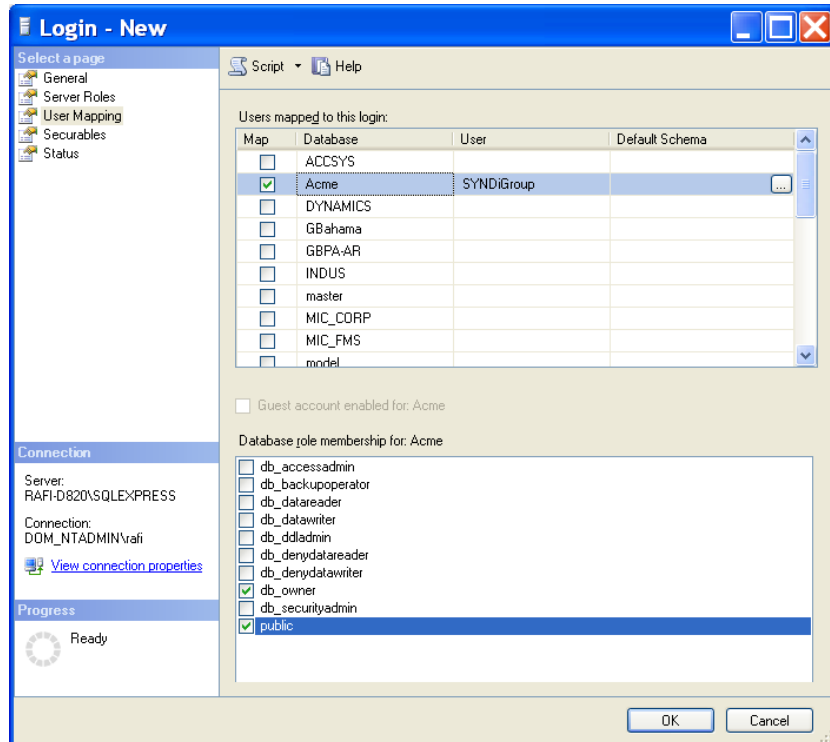 Login - New
Select a page
General
Server Roles
User Mapping
Securables
Status
Script Help
Users mapped to this login:
Map Database User Default Schema
ACCSYS
Acme SYNDiGroup ...
DYNAMICS
GBahama
GBPA-AR
INDUS
master
MIC_CORP
MIC_FMS
model
Guest account enabled for: Acme
Database role membership for: Acme
db_accessadmin
db_backupoperator
db_datareader
db_datawriter
db_ddladmin
db_denydatareader
db_denydatawriter
db_owner
db_securityadmin
public
Connection
Server:
RAFI-D820\SQLEXPRESS
Connection:
DOM_NTADMIN\rafi
View connection properties
Progress
Ready
OK Cancel